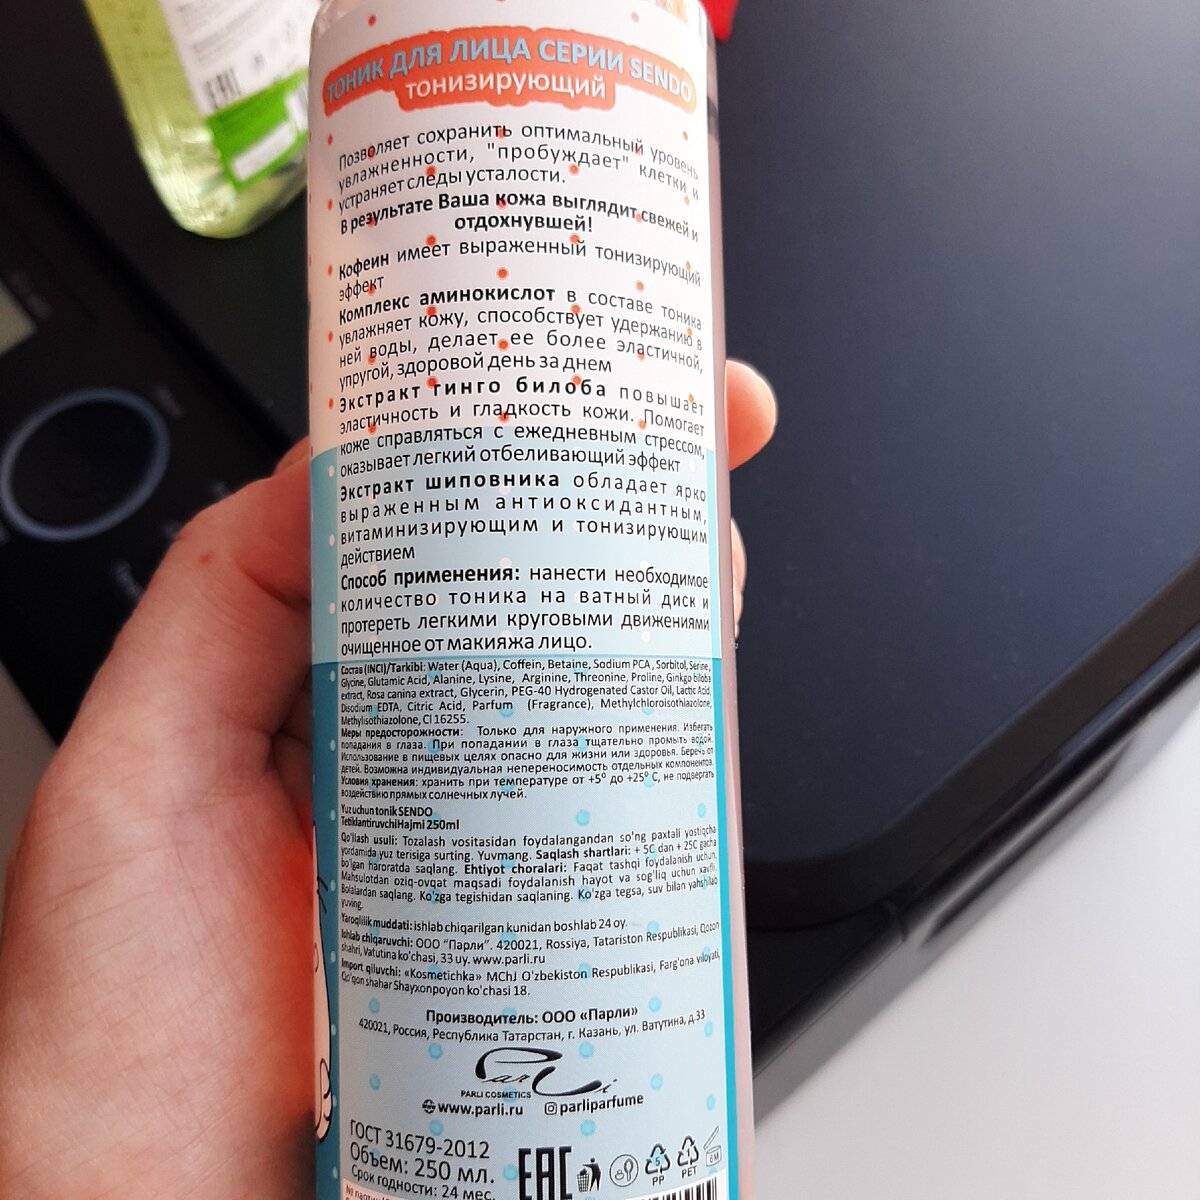 ТОНИК ДЛЯ ЛИЦА СЕРИИ SENDO
тонизирующий
Позволяет сохранить оптимальный уровень
увлажненности, "пробуждает" клетки и
устраняет следы усталости.
В результате Ваша кожа выглядит свежей и
отдохнувшей!
Кофеин имеет выраженный тонизирующий
эффект
Комплекс аминокислот в составе тоника
увлажняет кожу, способствует удержанию в
ней воды, делает ее более эластичной,
упругой, здоровой день за днем
Экстракт гинго билоба повышает
эластичность и гладкость кожи. Помогает
коже справляться с ежедневным стрессом,
оказывает легкий отбеливающий эффект
Экстракт шиповника обладает ярко
выраженным антиоксидантным,
витаминизирующим и тонизирующим
действием
Способ применения: нанести необходимое
количество тоника на ватный диск и
протереть легкими круговыми движениями
очищенное от макияжа лицо.
Состав (INCI)/Tarkibi: Water (Aqua), Coffein, Betaine, Sodium PCA, Sorbitol, Serine,
Glycine, Glutamic Acid, Alanine, Lysine, Arginine, Threonine, Proline, Ginkgo biloba
extract, Rosa canina extract, Glycerin, PEG-40 Hydrogenated Castor Oil, Lactic Acid,
Disodium EDTA, Citric Acid, Parfum (Fragrance), Methylchloroisothiazolone,
Methylisothiazolone, CI 16255.
Меры предосторожности: Только для наружного применения. Избегать
попадания в глаза. При попадании в глаза тщательно промыть водой.
Использование в пищевых целях опасно для жизни или здоровья. Беречь от
детей. Возможна индивидуальная непереносимость отдельных компонентов.
Условия хранения: хранить при температуре от +5° до +25° С, не подвергать
воздействию прямых солнечных лучей.
Yuz uchun tonik SENDO
Tetiklantiruvchi Hajmi 250ml
Qo'llash usuli: Tozalash vositasidan foydalangandan so'ng paxtali yostiqcha
yordamida yuz terisiga surting. Yuvmang. Saqlash shartlari: + 5C dan + 25C gacha
bo'lgan haroratda saqlang. Ehtiyot choralari: Faqat tashqi foydalanish uchun.
Mahsulotdan oziq-ovqat maqsadi foydalanish hayot va sog'liq uchun xavfli.
Bolalardan saqlang. Ko'zga tegishidan saqlaning. Ko'zga tegsa, suv bilan yahshilab
yuving.
Yaroqlilik muddati: ishlab chiqarilgan kunidan boshlab 24 oy.
Ishlab chiqaruvchi: ООО "Парли". 420021, Rossiya, Tatariston Respublikasi, Qozon
shahri, Vatutina ko'chasi, 33 uy. www.parli.ru
Import qiluvchi: «Kosmetichka» MChJ O'zbekiston Respublikasi, Farg'ona viloyati,
Qo'qon shahar Shayxonpoyon ko'chasi 18.
Производитель: ООО «Парли»
420021, Россия, Республика Татарстан, г. Казань, ул. Ватутина, д.33
ParLi
PARLI COSMETICS
www.parli.ru parliparfume
ГОСТ 31679-2012
Объем: 250 мл.
Срок годности: 24 мес.
EAC
5
PP
1
PET
6M